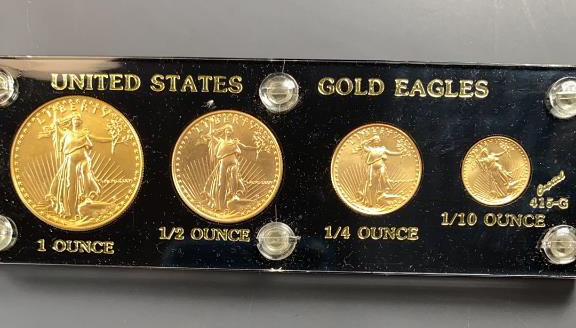 UNITED STATES GOLD EAGLES
LIBERTY
LIBERTY
LIBERTY
LIBERTY
1 OUNCE
1/2 OUNCE
1/4 OUNCE
1/10 OUNCE
Capital
415-G